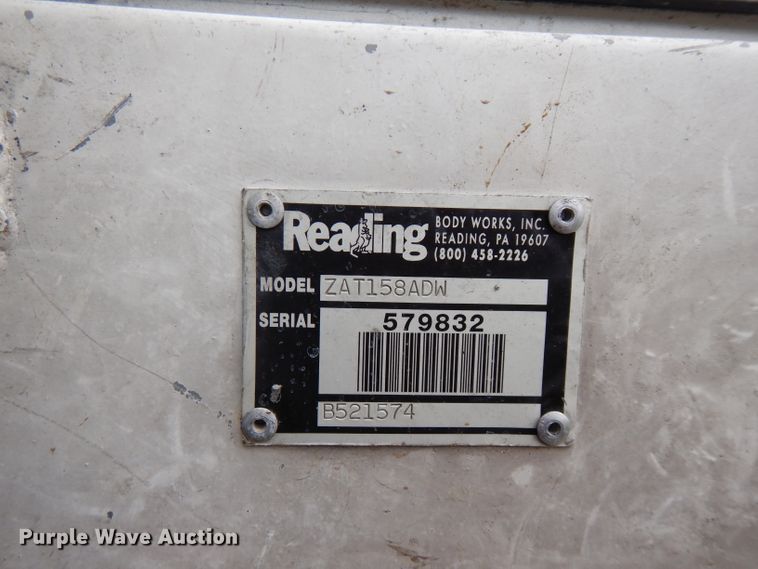 Reading
BODY WORKS, INC.
READING, PA 19607
(800) 458-2226
MODEL ZAT158ADW
SERIAL 579832
B521574
Purple Wave Auction